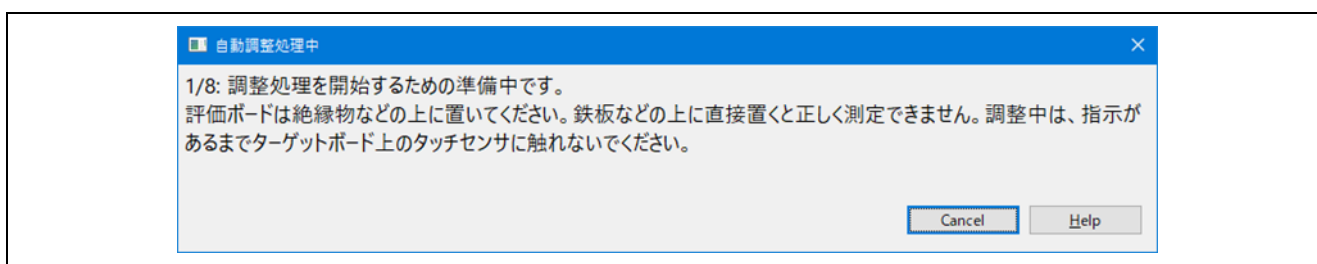 自動調整処理中
1/8: 調整処理を開始するための準備中です。
評価ボードは絶縁物などの上に置いてください。鉄板などの上に直接置くと正しく測定できません。調整中は、指示が
あるまでターゲットボード上のタッチセンサに触れないでください。
Cancel
Help